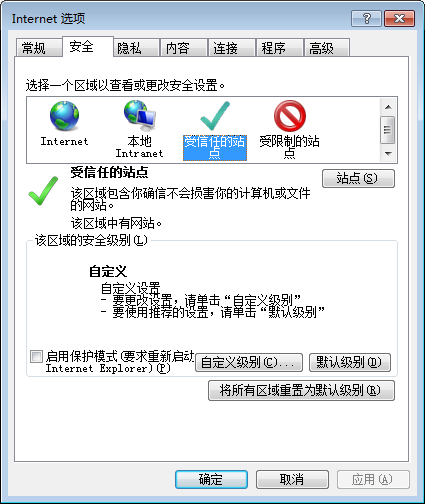 Internet 选项
常规 安全 隐私 内容 连接 程序 高级
选择一个区域以查看或更改安全设置。
Internet
本地
Intranet
受信任的站
点
受限制的站
点
受信任的站点
站点(S)
该区域包含你确信不会损害你的计算机或文件
的网站。
该区域中有网站。
该区域的安全级别(L)
自定义
自定义设置
- 要更改设置，请单击“自定义级别”
- 要使用推荐的设置，请单击“默认级别”
启用保护模式(要求重新启动
Internet Explorer)(P)
自定义级别(C)...
默认级别(D)
将所有区域重置为默认级别(R)
确定 取消 应用(A)